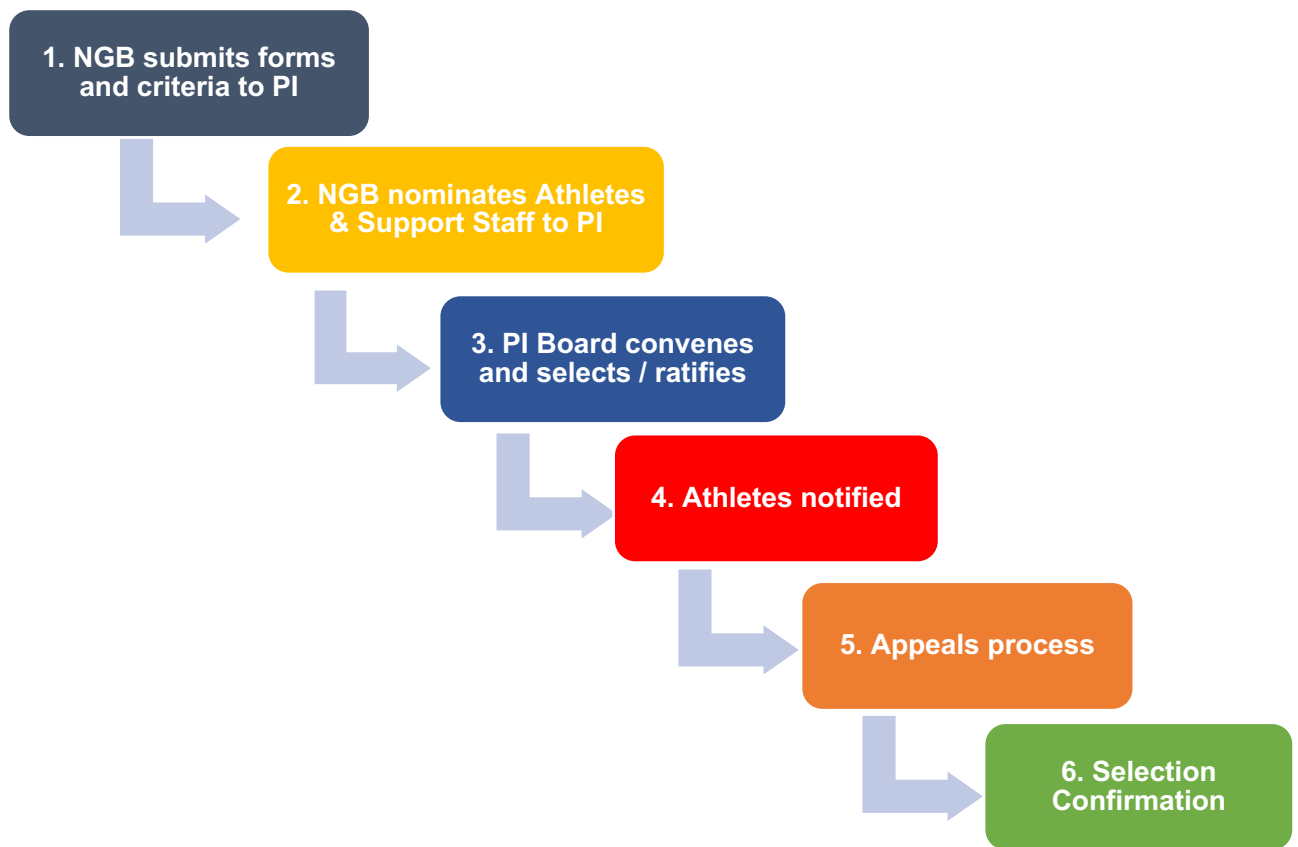 1. NGB submits forms
and criteria to PI
2. NGB nominates Athletes
& Support Staff to PI
3. PI Board convenes
and selects / ratifies
4. Athletes notified
5. Appeals process
6. Selection
Confirmation